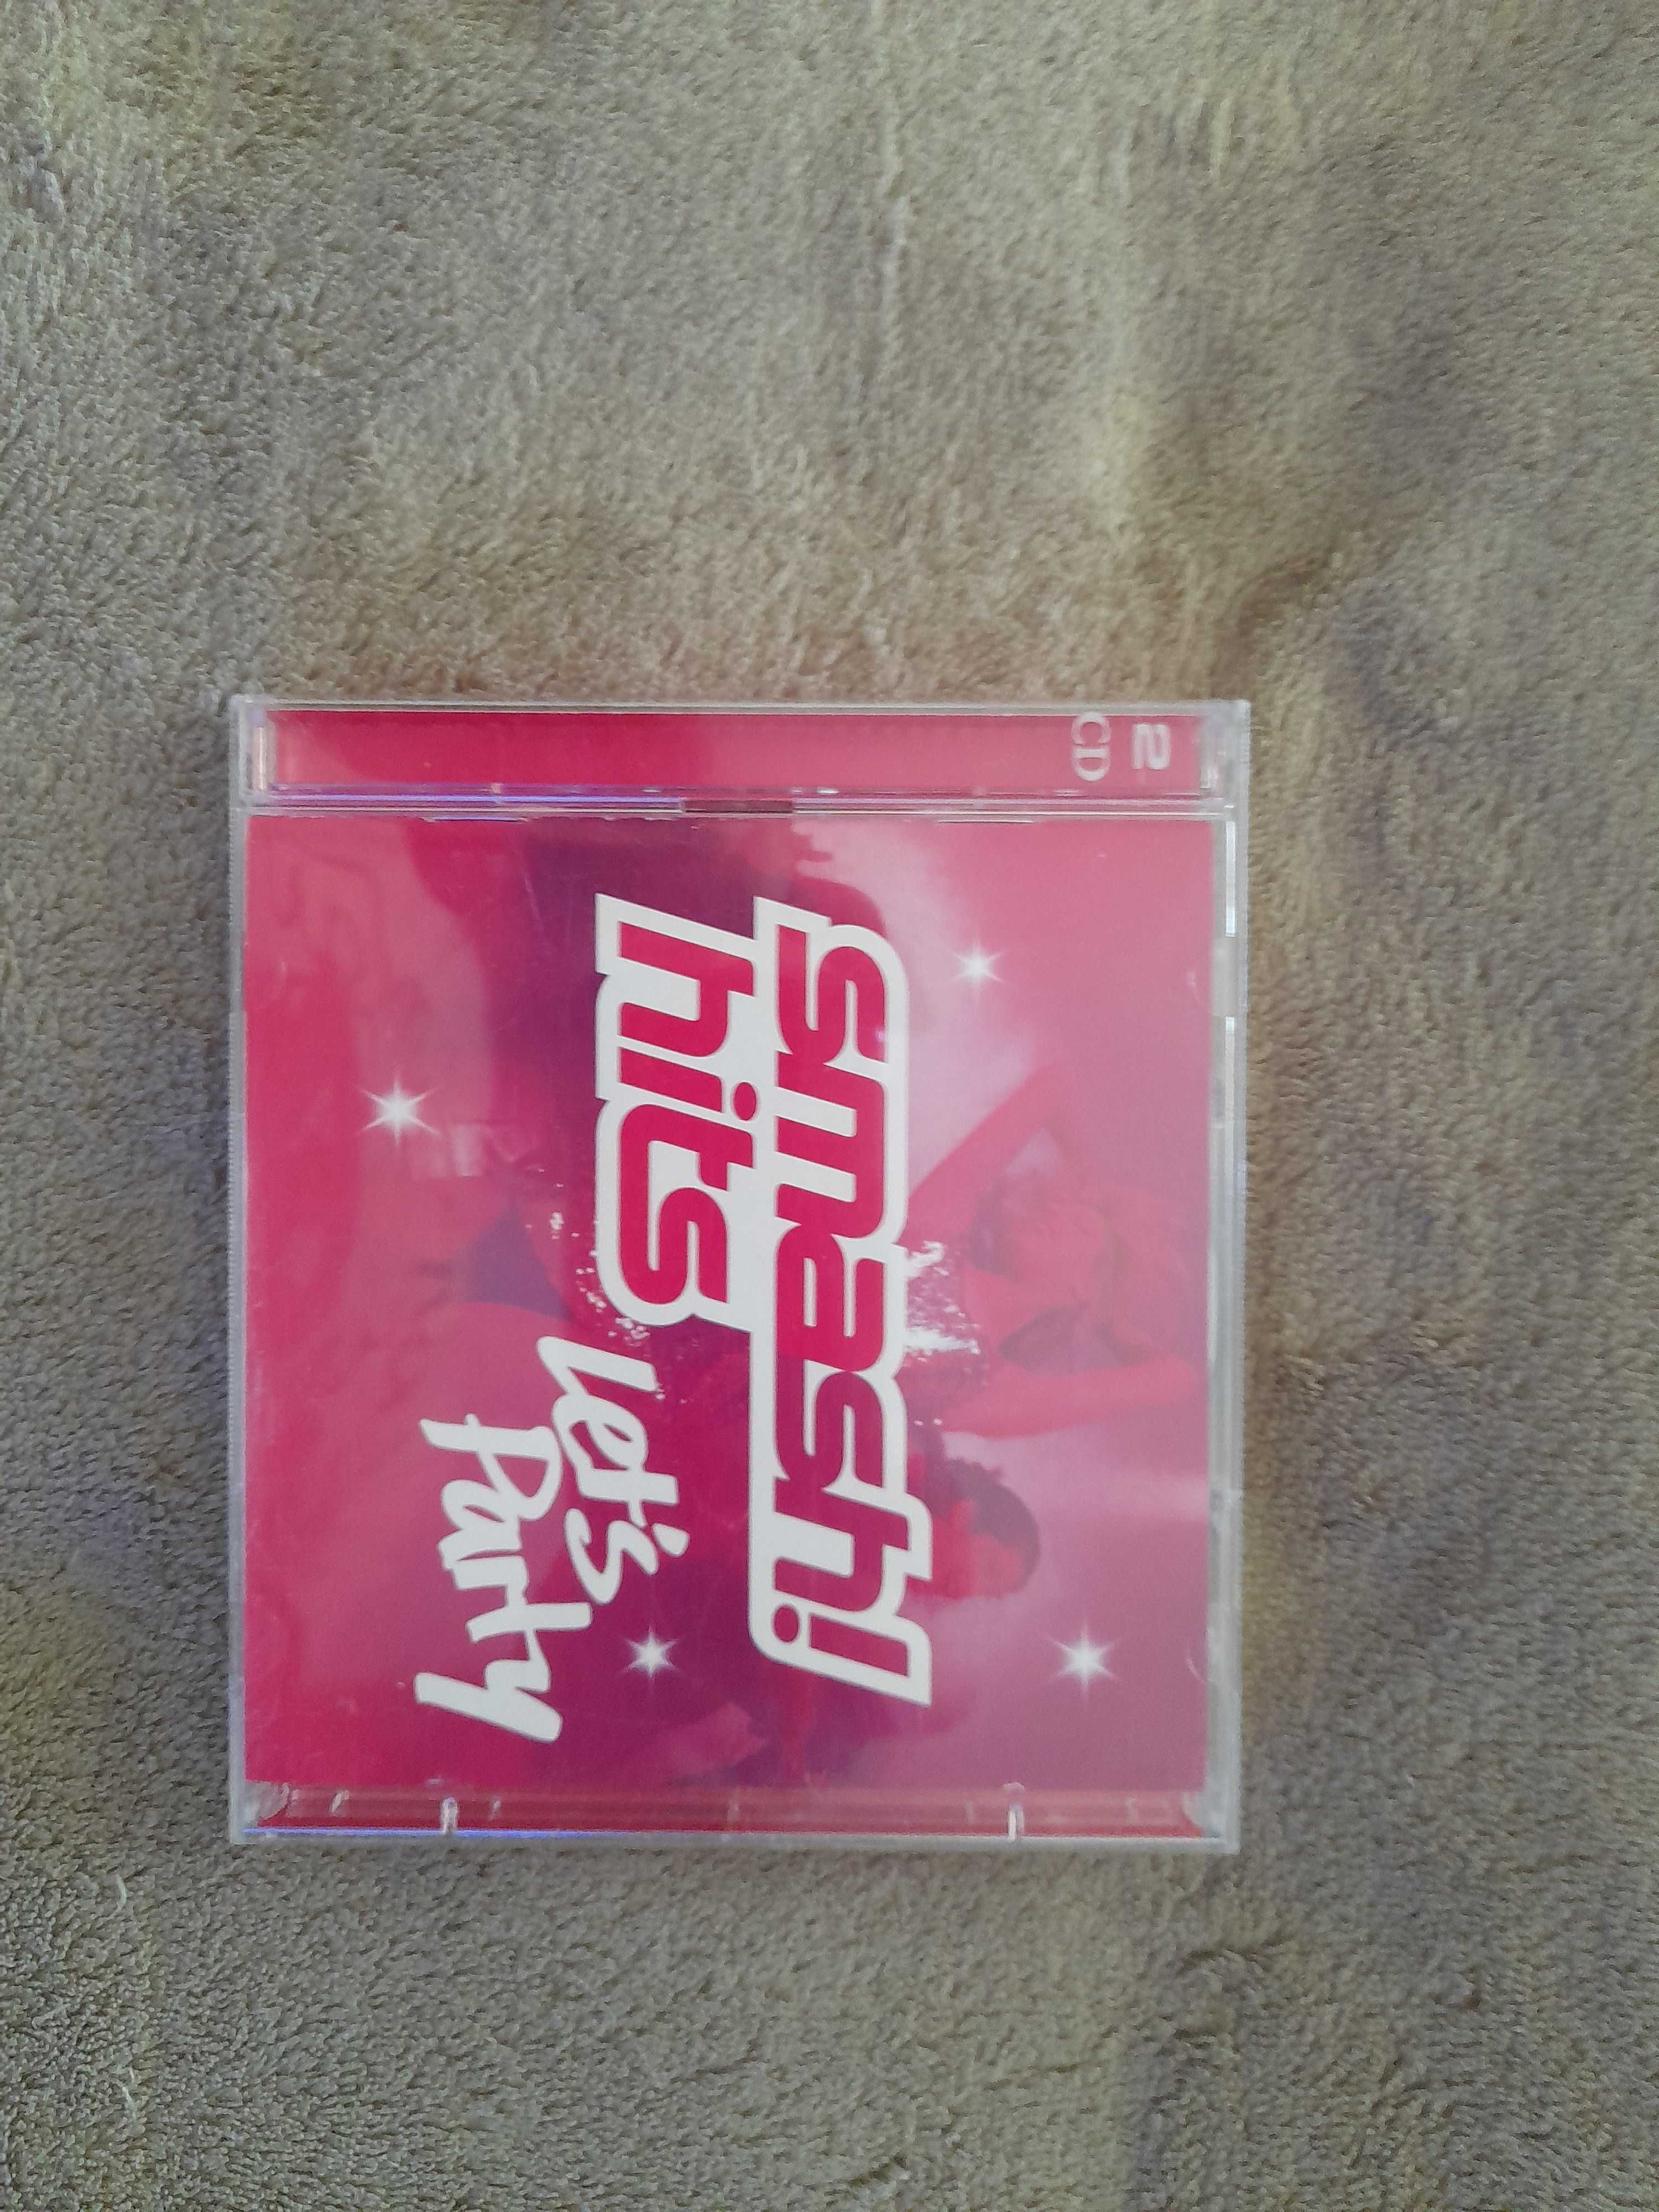 2
CD
smash!
hits
Let's
Party